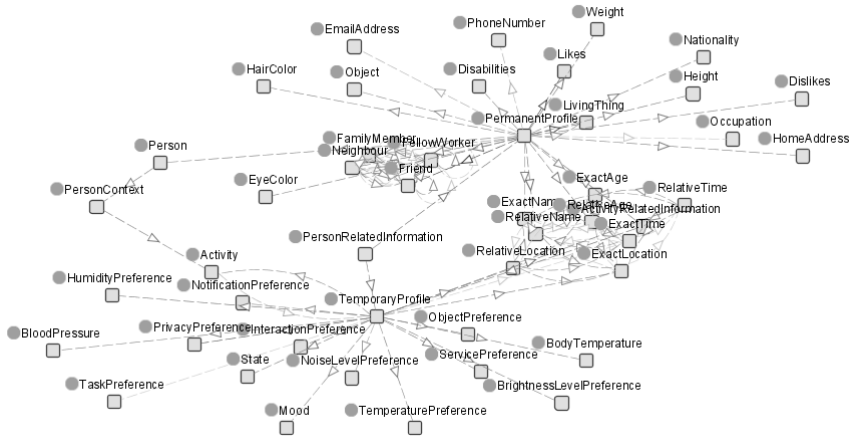 Weight
EmailAddress
PhoneNumber
Nationality
Likes
HairColor
Object
Disabilities
Height
Dislikes
LivingThing
PermanentProfile
Occupation
HomeAddress
FamilyMember
FellowWorker
Person
Neighbour
Friend
ExactAge
EyeColor
RelativeTime
PersonContext
ExactName
RelativeAge
ActivityRelatedInformation
RelativeName
ExactTime
PersonRelatedInformation
Activity
RelativeLocation
ExactLocation
HumidityPreference
NotificationPreference
TemporaryProfile
ObjectPreference
BloodPressure
PrivacyPreference
InteractionPreference
BodyTemperature
State
NoiseLevelPreference
ServicePreference
TaskPreference
BrightnessLevelPreference
Mood
TemperaturePreference